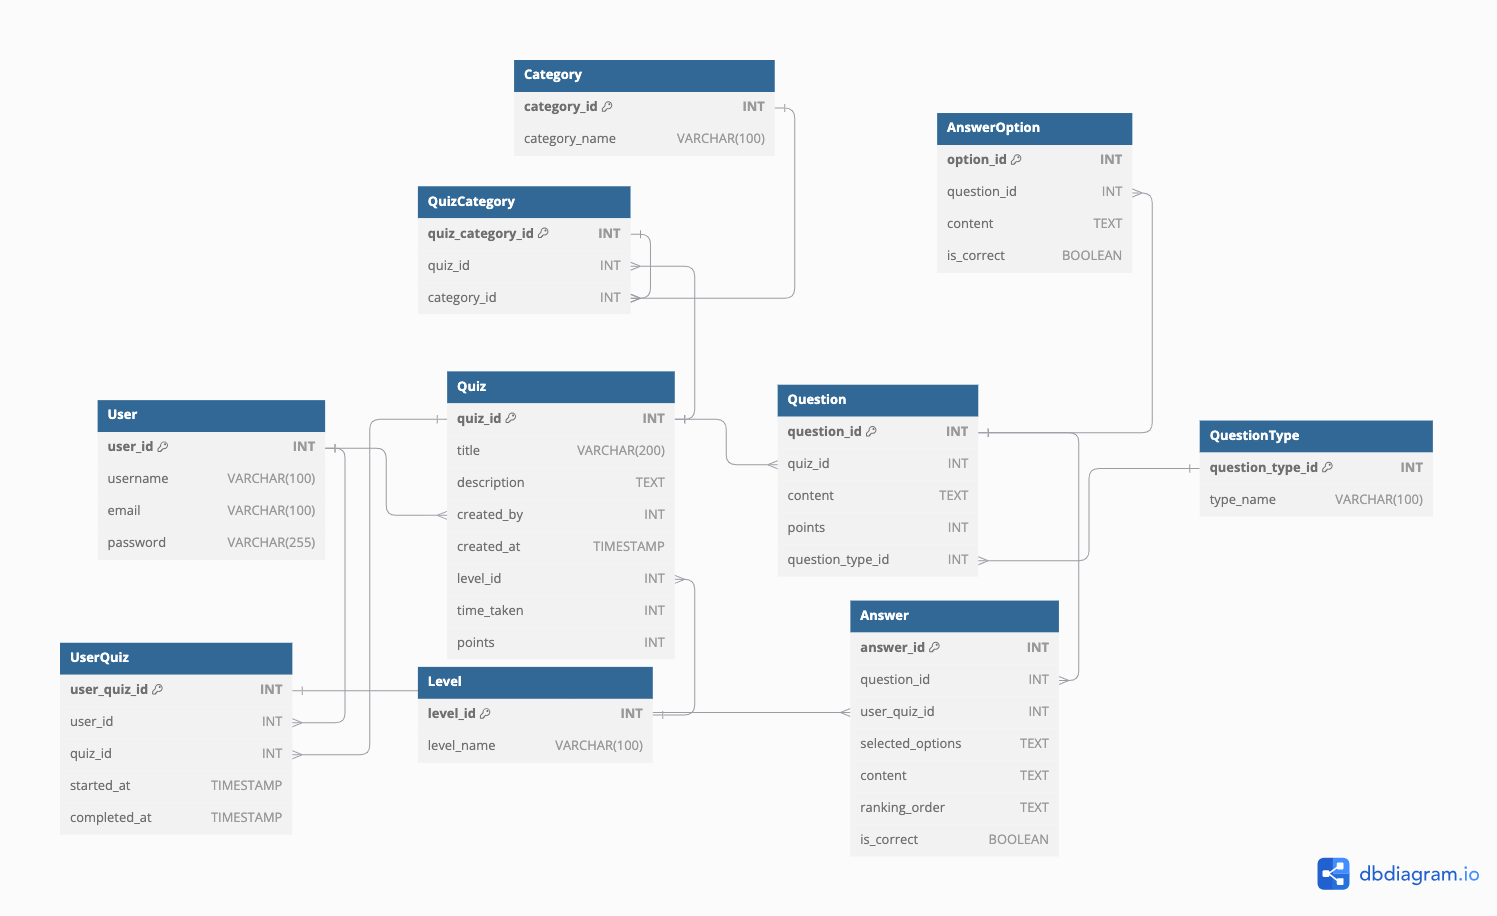 Category
category_id INT
category_name VARCHAR(100)
AnswerOption
option_id INT
question_id INT
content TEXT
is_correct BOOLEAN
QuizCategory
quiz_category_id INT
quiz_id INT
category_id INT
Quiz
quiz_id INT
title VARCHAR(200)
description TEXT
created_by INT
created_at TIMESTAMP
level_id INT
time_taken INT
points INT
Question
question_id INT
quiz_id INT
content TEXT
points INT
question_type_id INT
User
user_id INT
username VARCHAR(100)
email VARCHAR(100)
password VARCHAR(255)
QuestionType
question_type_id INT
type_name VARCHAR(100)
Answer
answer_id INT
question_id INT
user_quiz_id INT
selected_options TEXT
content TEXT
ranking_order TEXT
is_correct BOOLEAN
UserQuiz
user_quiz_id INT
user_id INT
quiz_id INT
started_at TIMESTAMP
completed_at TIMESTAMP
Level
level_id INT
level_name VARCHAR(100)
dbdiagram.io